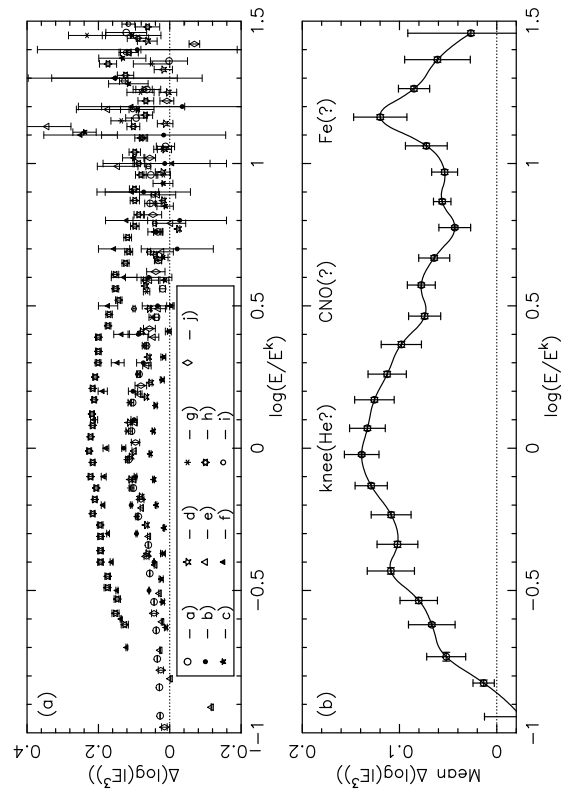 (a)
0.4
0.2
0
−0.2
Δ(log(IE³))
−1
−0.5
0
0.5
1
1.5
log(E/Eᵏ)
a)
b)
c)
d)
e)
f)
g)
h)
i)
j)
(b)
knee(He?)
CNO(?)
Fe(?)
0.2
0.1
0
Mean Δ(log(IE³))
−1
−0.5
0
0.5
1
1.5
log(E/Eᵏ)